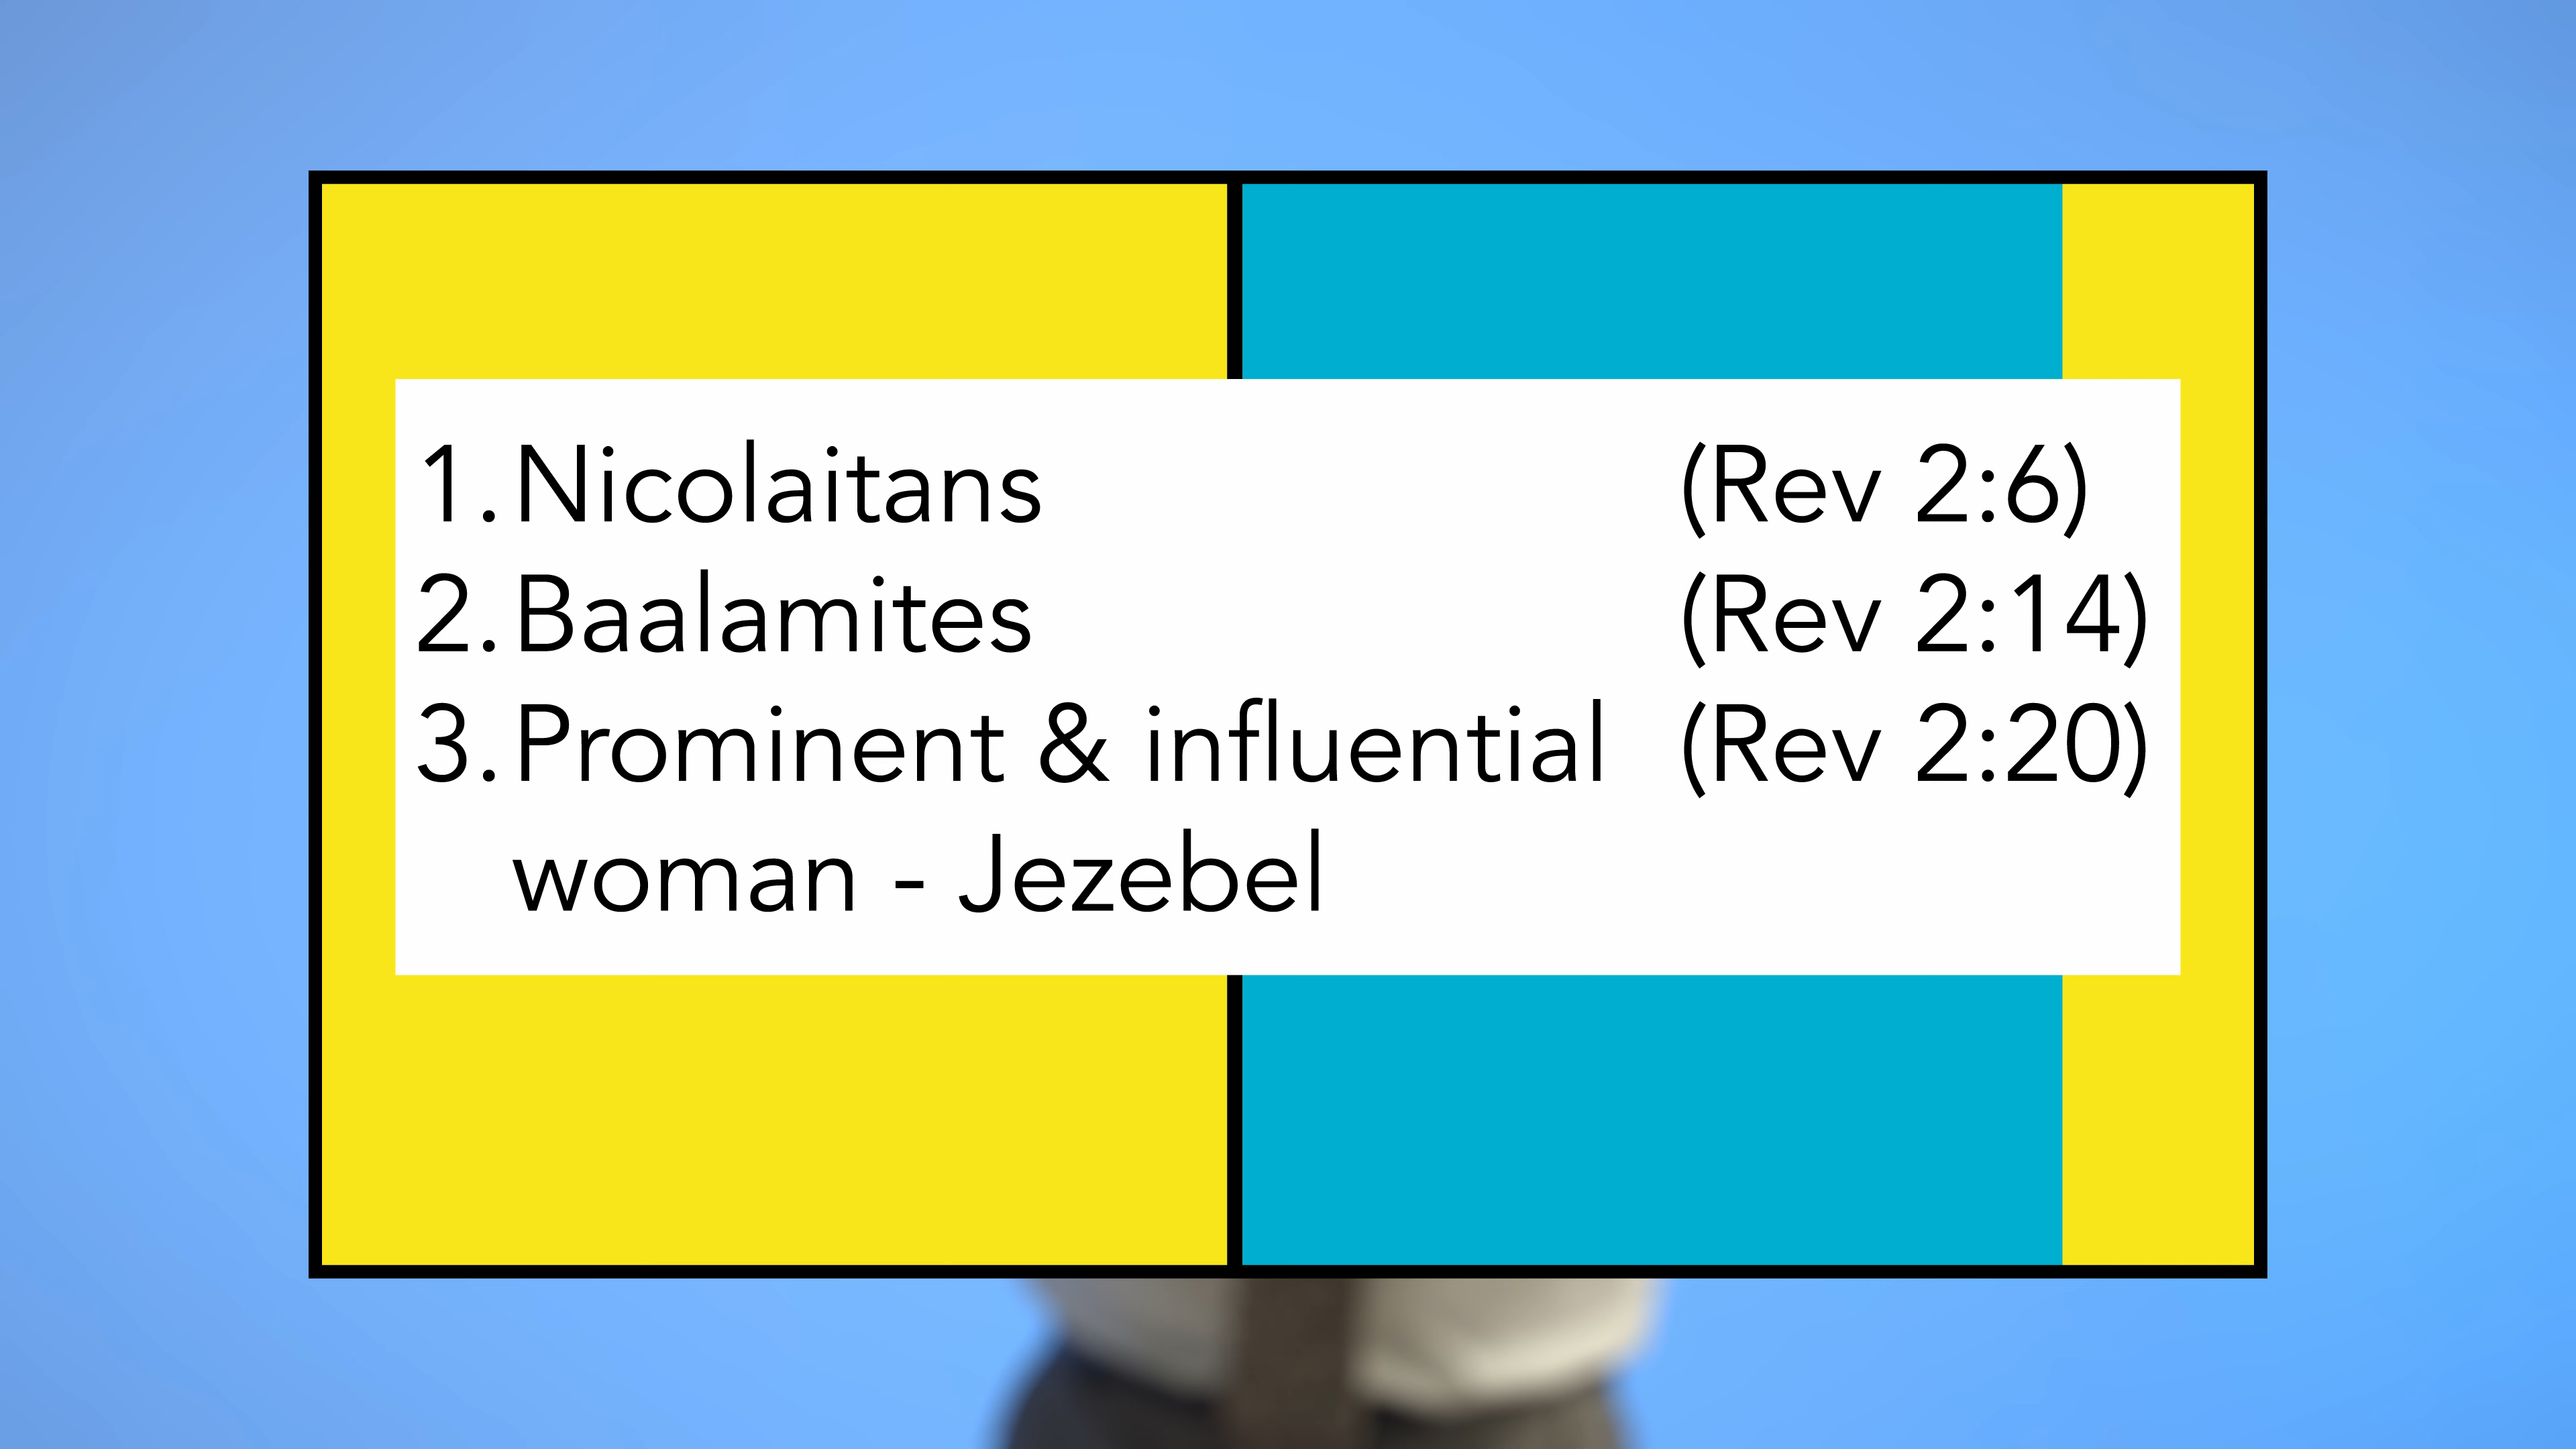 1. Nicolaitans (Rev 2:6)
2. Baalamites (Rev 2:14)
3. Prominent & influential (Rev 2:20)
woman - Jezebel